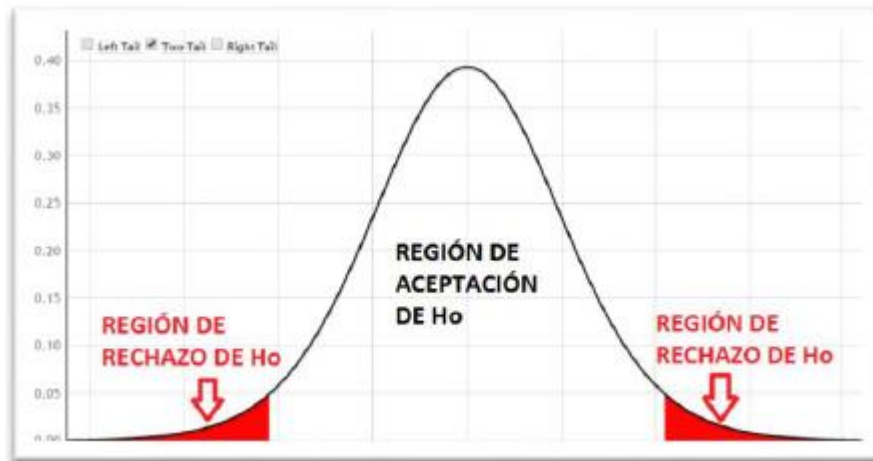 Left Tail Two Tail Right Tail
0.40
0.35
0.30
0.25
0.20
0.15
0.10
0.05
0.00
REGIÓN DE
ACEPTACIÓN
DE Ho
REGIÓN DE
RECHAZO DE Ho
REGIÓN DE
RECHAZO DE Ho